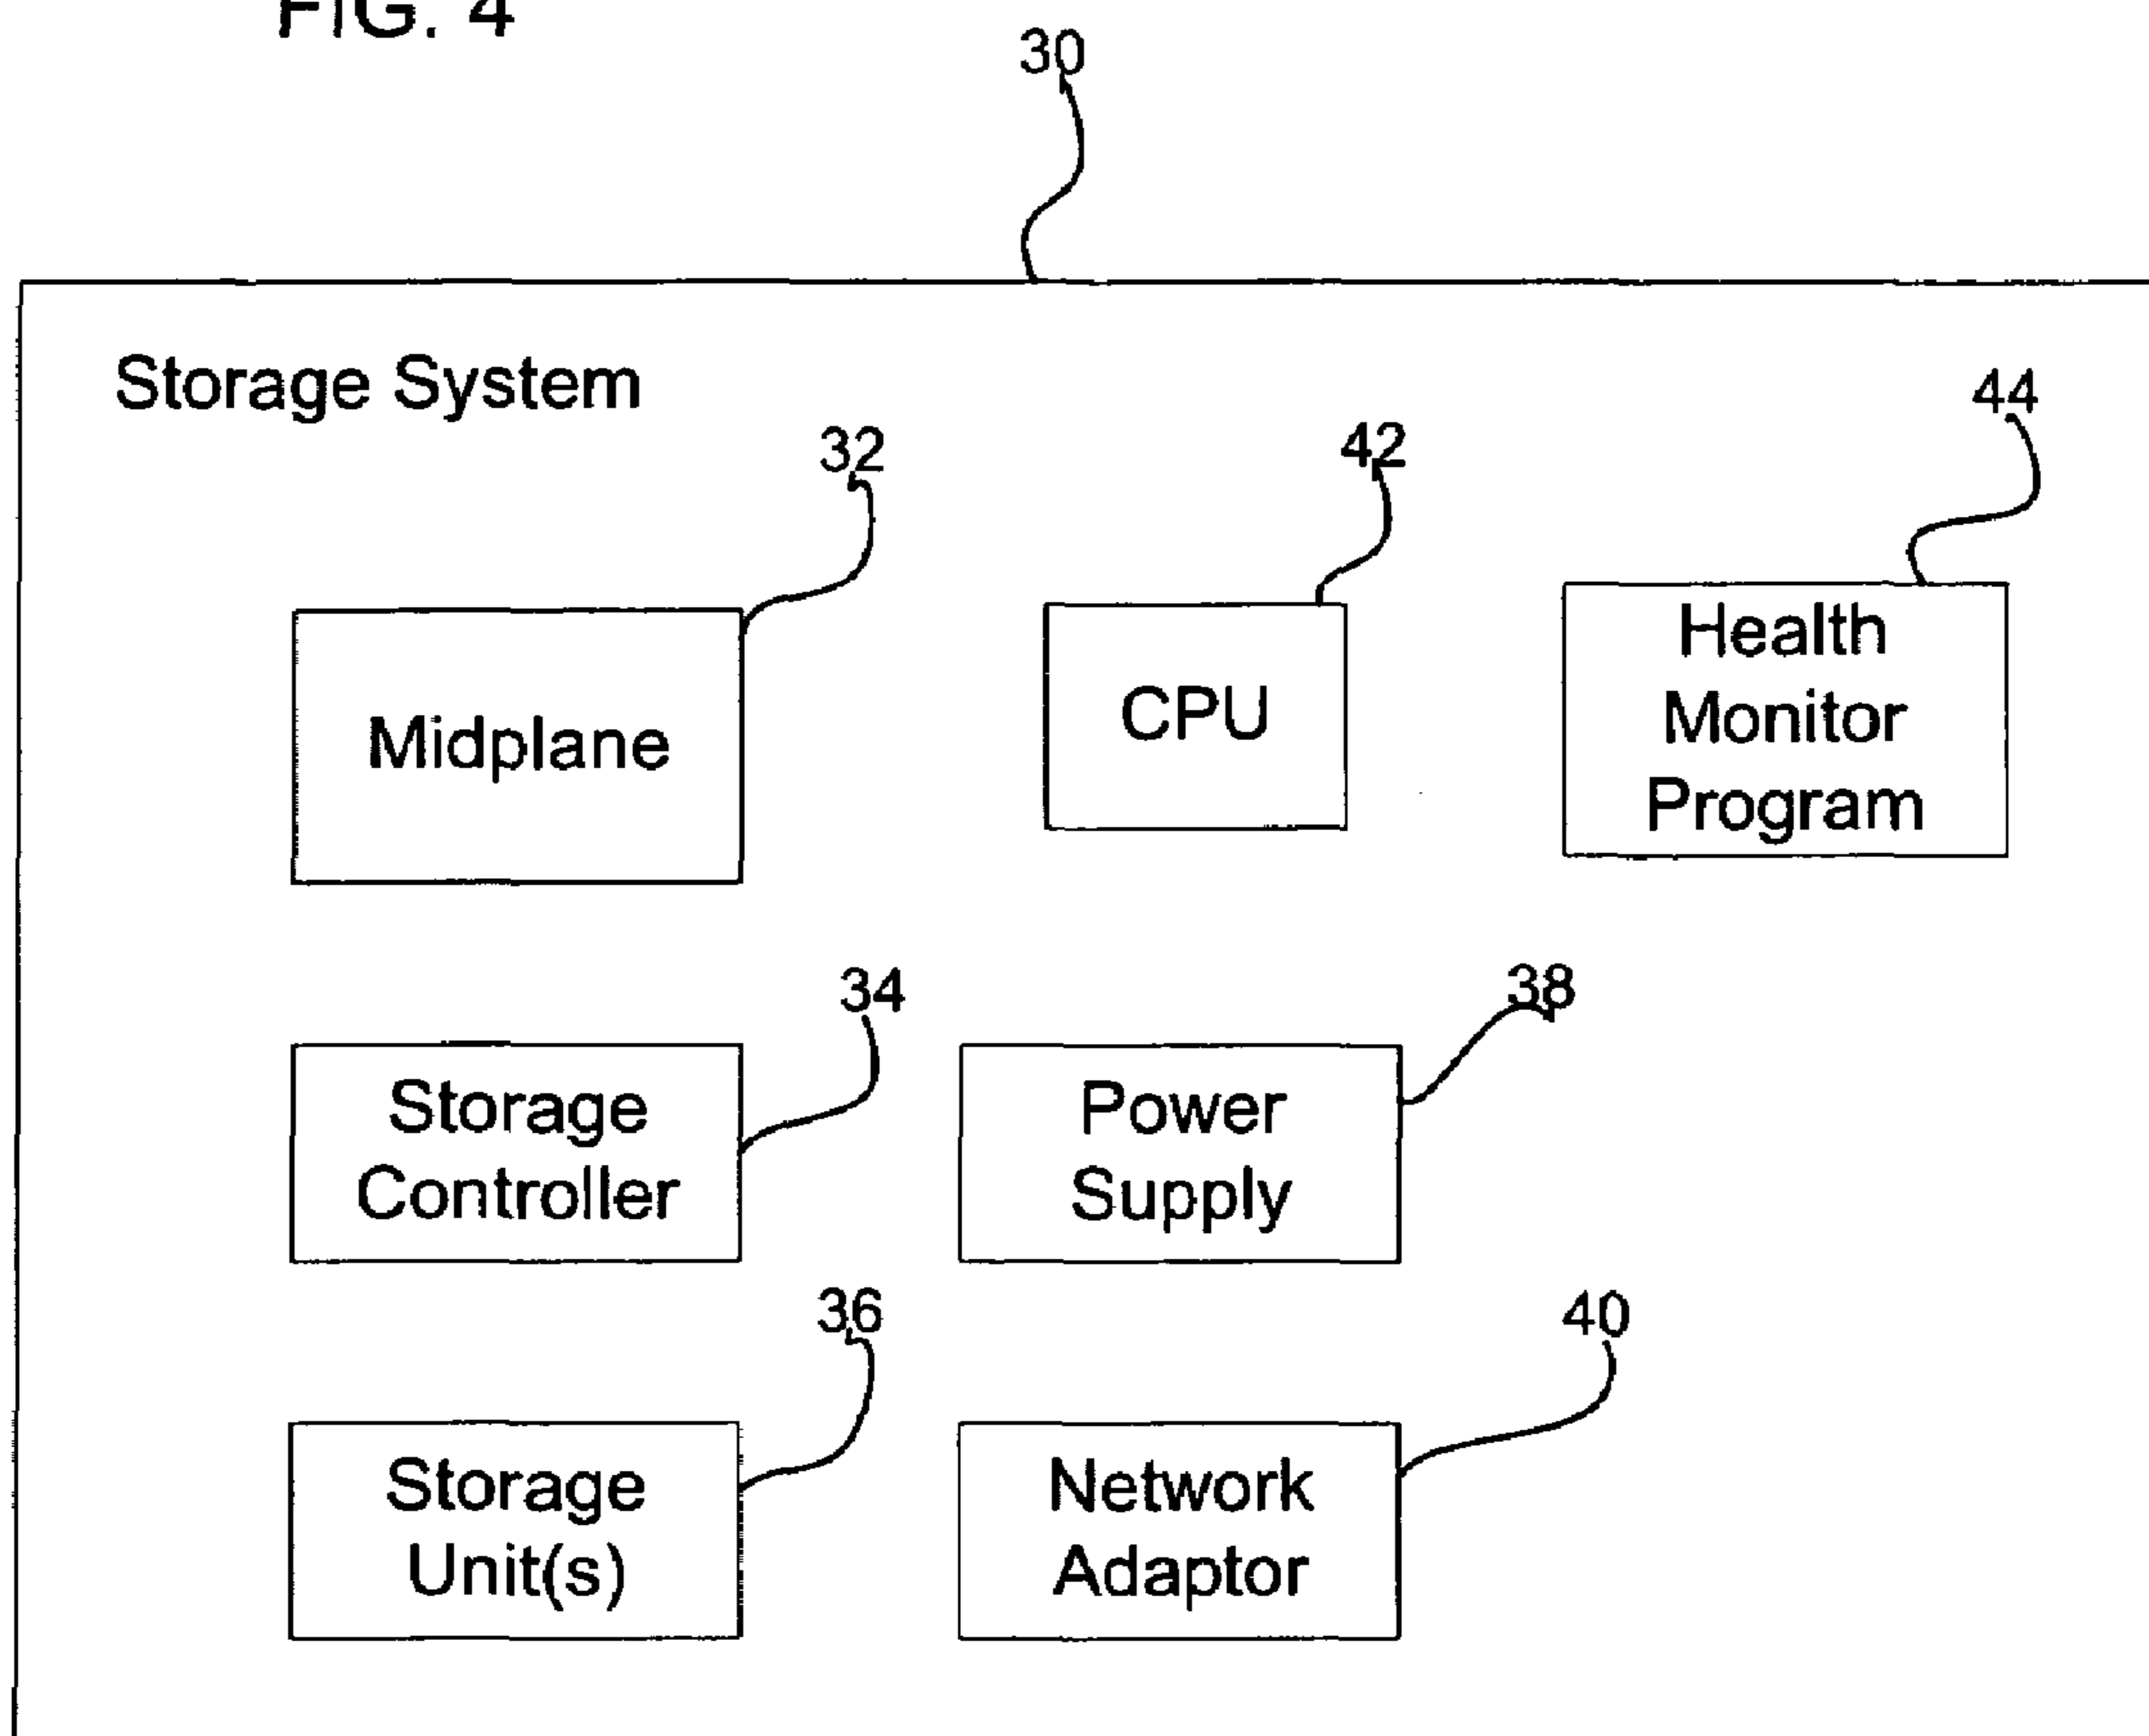 FIG. 4
30
Storage System
32
42
44
Midplane
CPU
Health
Monitor
Program
34
38
Storage
Controller
Power
Supply
36
40
Storage
Unit(s)
Network
Adaptor